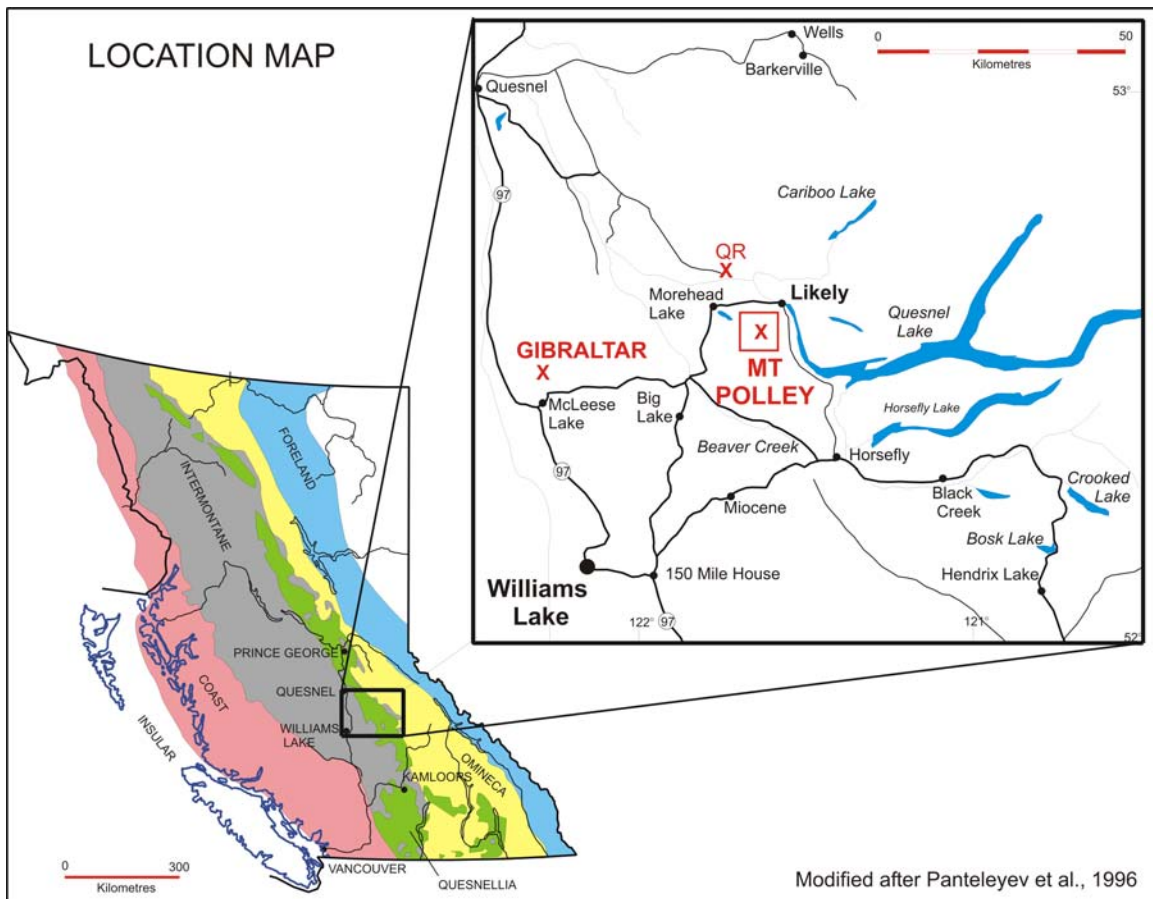 LOCATION MAP
Wells
Barkerville
0
50
Kilometres
53°
Quesnel
97
Cariboo Lake
QR
X
Morehead
Lake
Likely
X
MT
POLLEY
Quesnel
Lake
GIBRALTAR
X
McLeese
Lake
Big
Lake
Horsefly Lake
Beaver Creek
Horsefly
Black
Creek
Crooked
Lake
Miocene
Bosk Lake
Hendrix Lake
97
Williams
Lake
150 Mile House
122°
97
121°
52°
FORELAND
INTERMONTANE
PRINCE GEORGE
QUESNEL
WILLIAMS
LAKE
COAST
INSULAR
KAMLOOPS
OMINECA
0
300
Kilometres
VANCOUVER
QUESNELLIA
Modified after Panteleyev et al., 1996